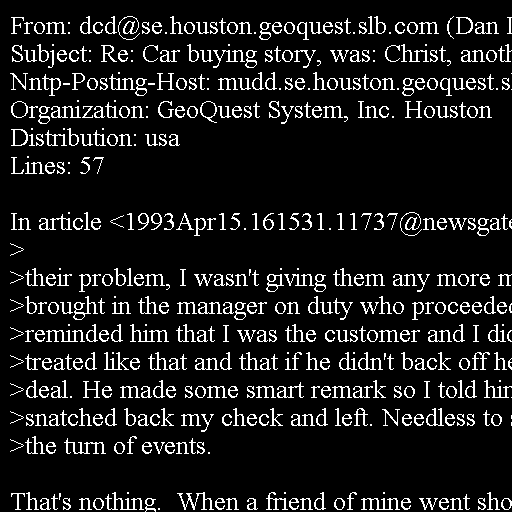 From: dcd@se.houston.geoquest.slb.com (Dan
Subject: Re: Car buying story, was: Christ, anoth
Nntp-Posting-Host: mudd.se.houston.geoquest.s
Organization: GeoQuest System, Inc. Houston
Distribution: usa
Lines: 57

In article <1993Apr15.161531.11737@newsgate
>
>their problem, I wasn't giving them any more m
>brought in the manager on duty who proceeded
>reminded him that I was the customer and I did
>treated like that and that if he didn't back off he
>deal. He made some smart remark so I told him
>snatched back my check and left. Needless to s
>the turn of events.

That's nothing.  When a friend of mine went sho